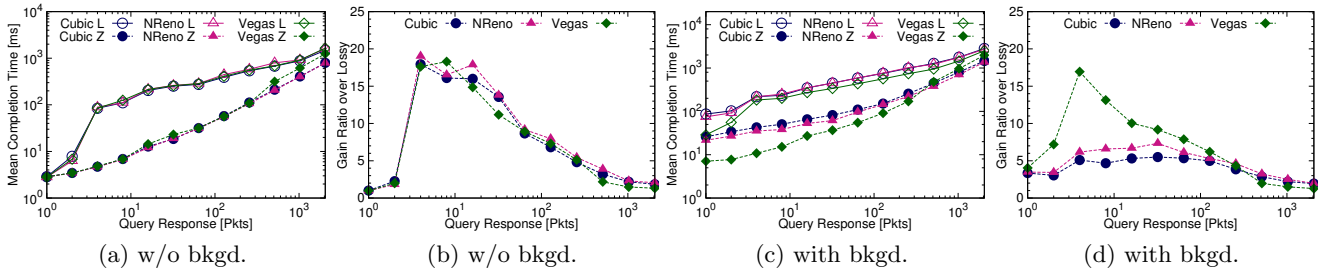 Cubic L NReno L Vegas L
Cubic Z NReno Z Vegas Z
Mean Completion Time [ms]
10^4
10^3
10^2
10^1
10^0
10^0 10^1 10^2 10^3
Query Response [Pkts]
(a) w/o bkgd.
Cubic NReno Vegas
Gain Ratio over Lossy
25
20
15
10
5
0
10^0 10^1 10^2 10^3
Query Response [Pkts]
(b) w/o bkgd.
Cubic L NReno L Vegas L
Cubic Z NReno Z Vegas Z
Mean Completion Time [ms]
10^4
10^3
10^2
10^1
10^0
10^0 10^1 10^2 10^3
Query Response [Pkts]
(c) with bkgd.
Cubic NReno Vegas
Gain Ratio over Lossy
25
20
15
10
5
0
10^0 10^1 10^2 10^3
Query Response [Pkts]
(d) with bkgd.